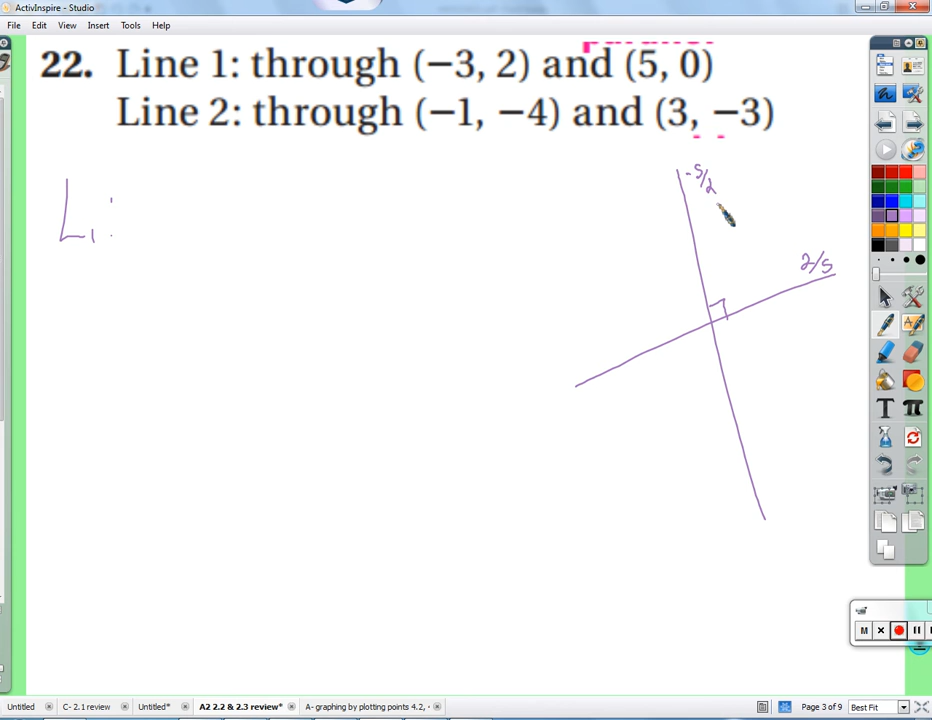 ActivInspire - Studio
File Edit View Insert Tools Help
22. Line 1: through (−3, 2) and (5, 0)
Line 2: through (−1, −4) and (3, −3)
-5/2
L1:
2/5
T π
M
Untitled C- 2.1 review Untitled* A2 2.2 & 2.3 review* A- graphing by plotting points 4.2, - Page 3 of 9 Best Fit